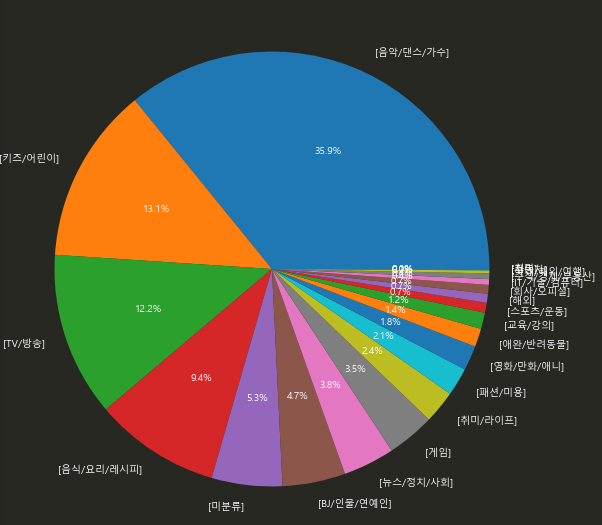 [음악/댄스/가수]
35.9%
[키즈/어린이]
13.1%
[TV/방송]
12.2%
[음식/요리/레시피]
9.4%
[미분류]
5.3%
[BJ/인물/연예인]
4.7%
[뉴스/정치/사회]
3.8%
[게임]
3.5%
[취미/라이프]
2.4%
[패션/미용]
2.1%
[영화/만화/애니]
1.8%
[애완/반려동물]
1.4%
[교육/강의]
1.2%
[스포츠/운동]
0.7%
[해외]
[회사/오피셜]
[IT/기술/컴퓨터]